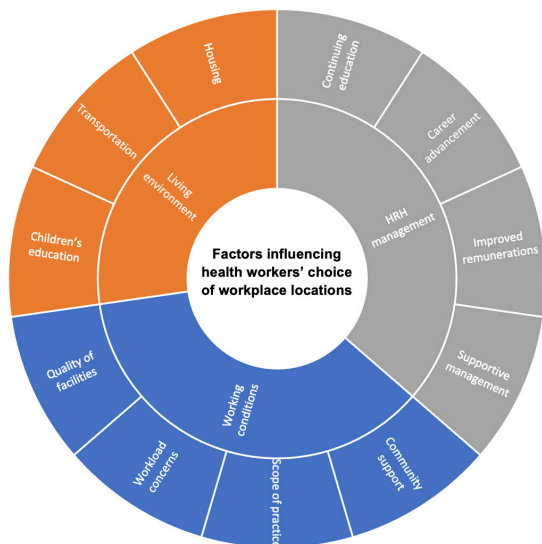 Factors influencing
health workers' choice
of workplace locations
HRH
management
Continuing
education
Career
advancement
Improved
remunerations
Supportive
management
Working
conditions
Community
support
Scope of practice
Workload
concerns
Quality of
facilities
Living
environment
Children's
education
Transportation
Housing